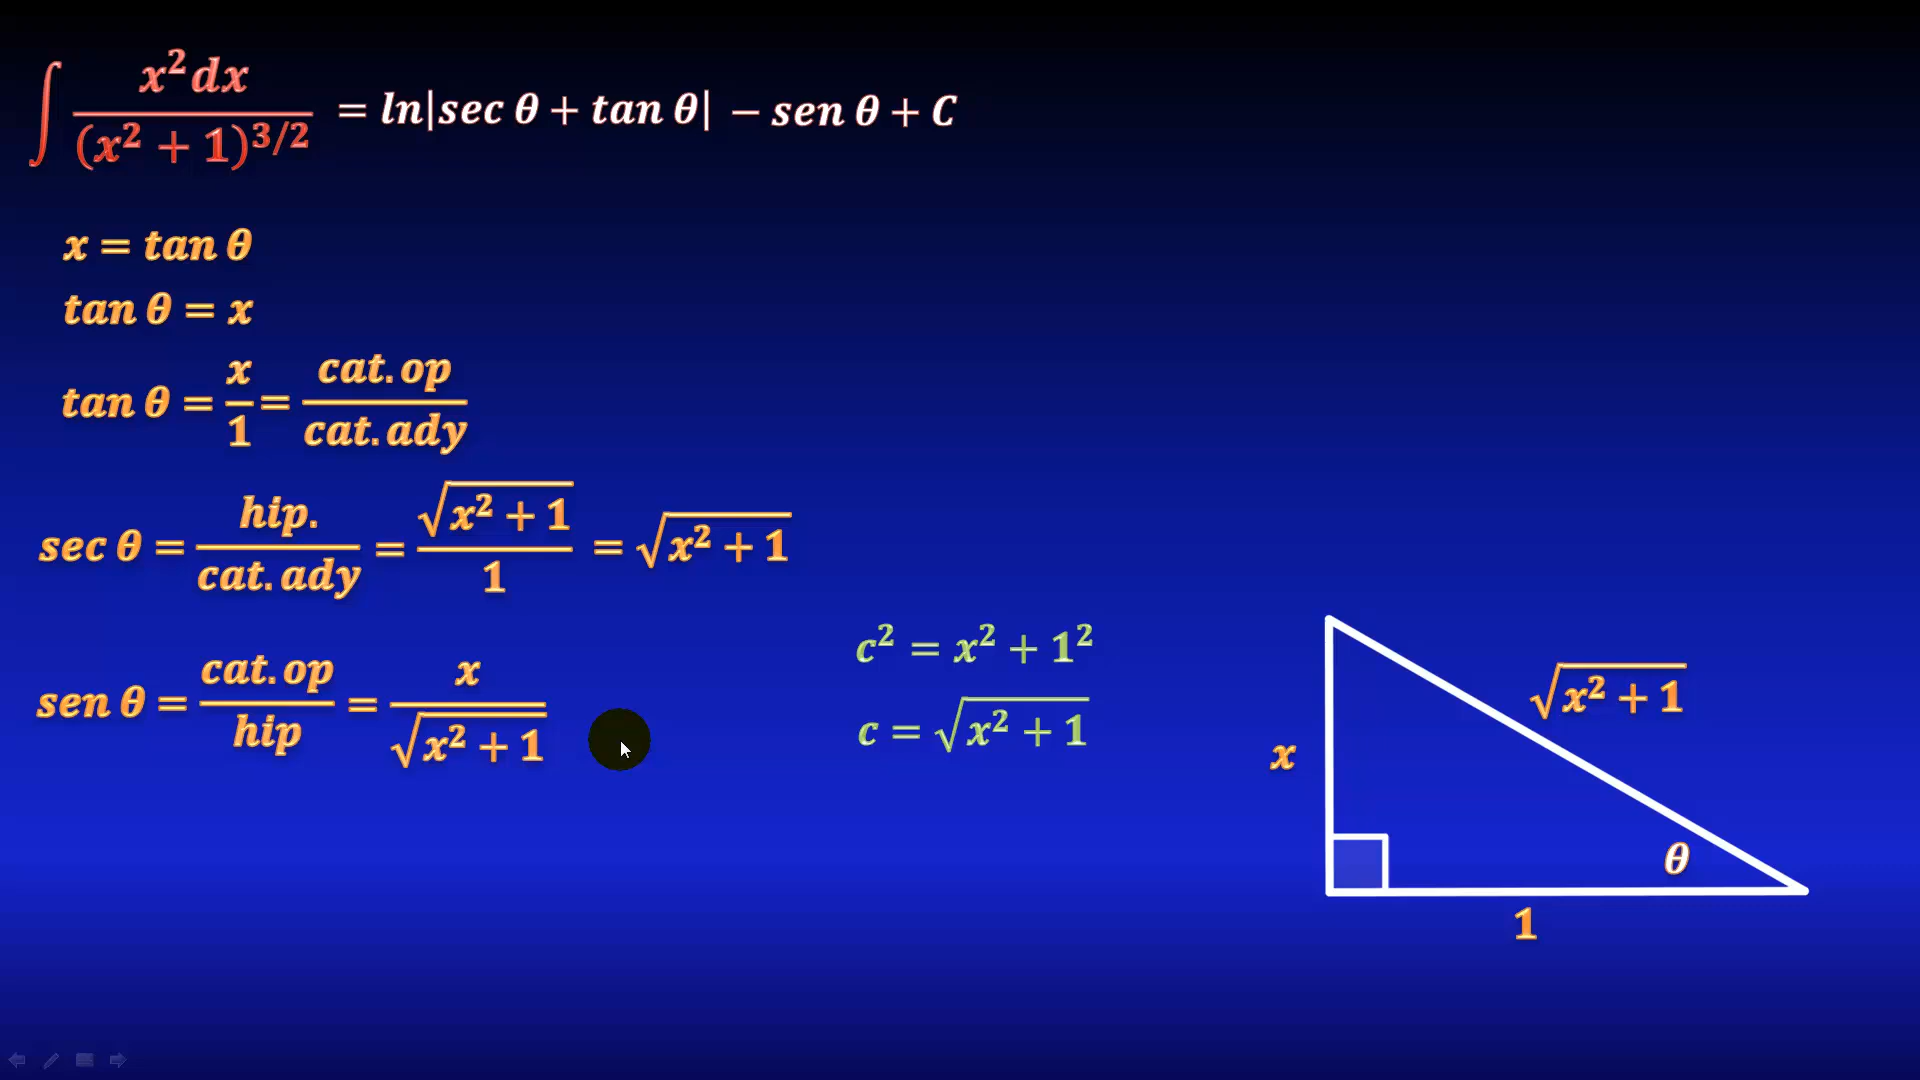 ∫ x² dx / (x² + 1)^{3/2} = ln|sec θ + tan θ| − sen θ + C
x = tan θ
tan θ = x
tan θ = x/1 = cat. op / cat. ady
sec θ = hip. / cat. ady = √(x² + 1) / 1 = √(x² + 1)
sen θ = cat. op / hip = x / √(x² + 1)
c² = x² + 1²
c = √(x² + 1)
√(x² + 1)
x
θ
1